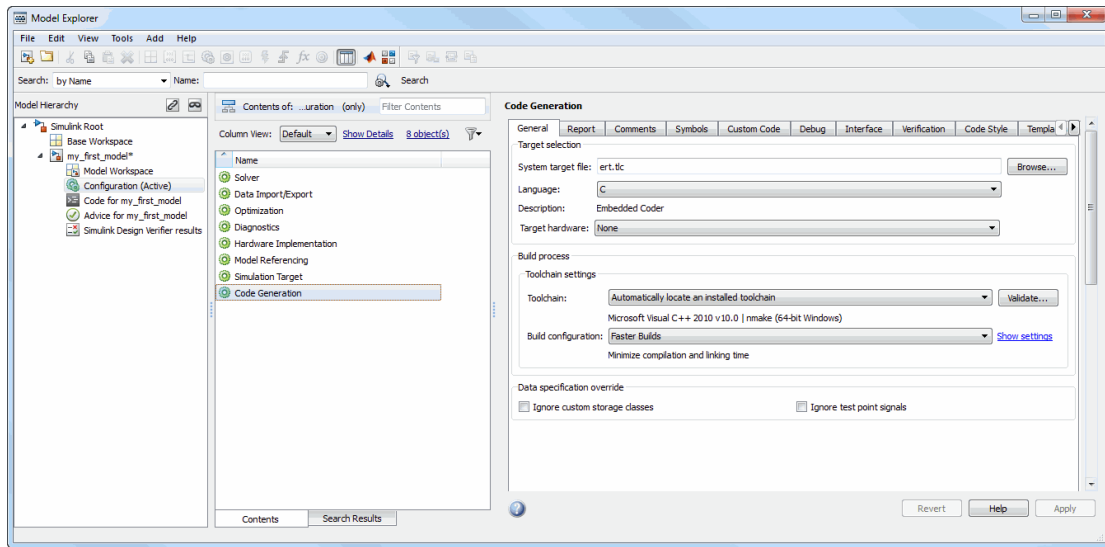 Model Explorer
File Edit View Tools Add Help
Search: by Name Name: Search
Model Hierarchy
Simulink Root
Base Workspace
my_first_model*
Model Workspace
Configuration (Active)
Code for my_first_model
Advice for my_first_model
Simulink Design Verifier results
Contents of: ...uration (only) Filter Contents
Column View: Default Show Details 8 object(s)
Name
Solver
Data Import/Export
Optimization
Diagnostics
Hardware Implementation
Model Referencing
Simulation Target
Code Generation
Contents Search Results
Code Generation
General Report Comments Symbols Custom Code Debug Interface Verification Code Style Templa
Target selection
System target file: ert.tlc Browse...
Language: C
Description: Embedded Coder
Target hardware: None
Build process
Toolchain settings
Toolchain: Automatically locate an installed toolchain Validate...
Microsoft Visual C++ 2010 v10.0 | nmake (64-bit Windows)
Build configuration: Faster Builds Show settings
Minimize compilation and linking time
Data specification override
Ignore custom storage classes Ignore test point signals
Revert Help Apply